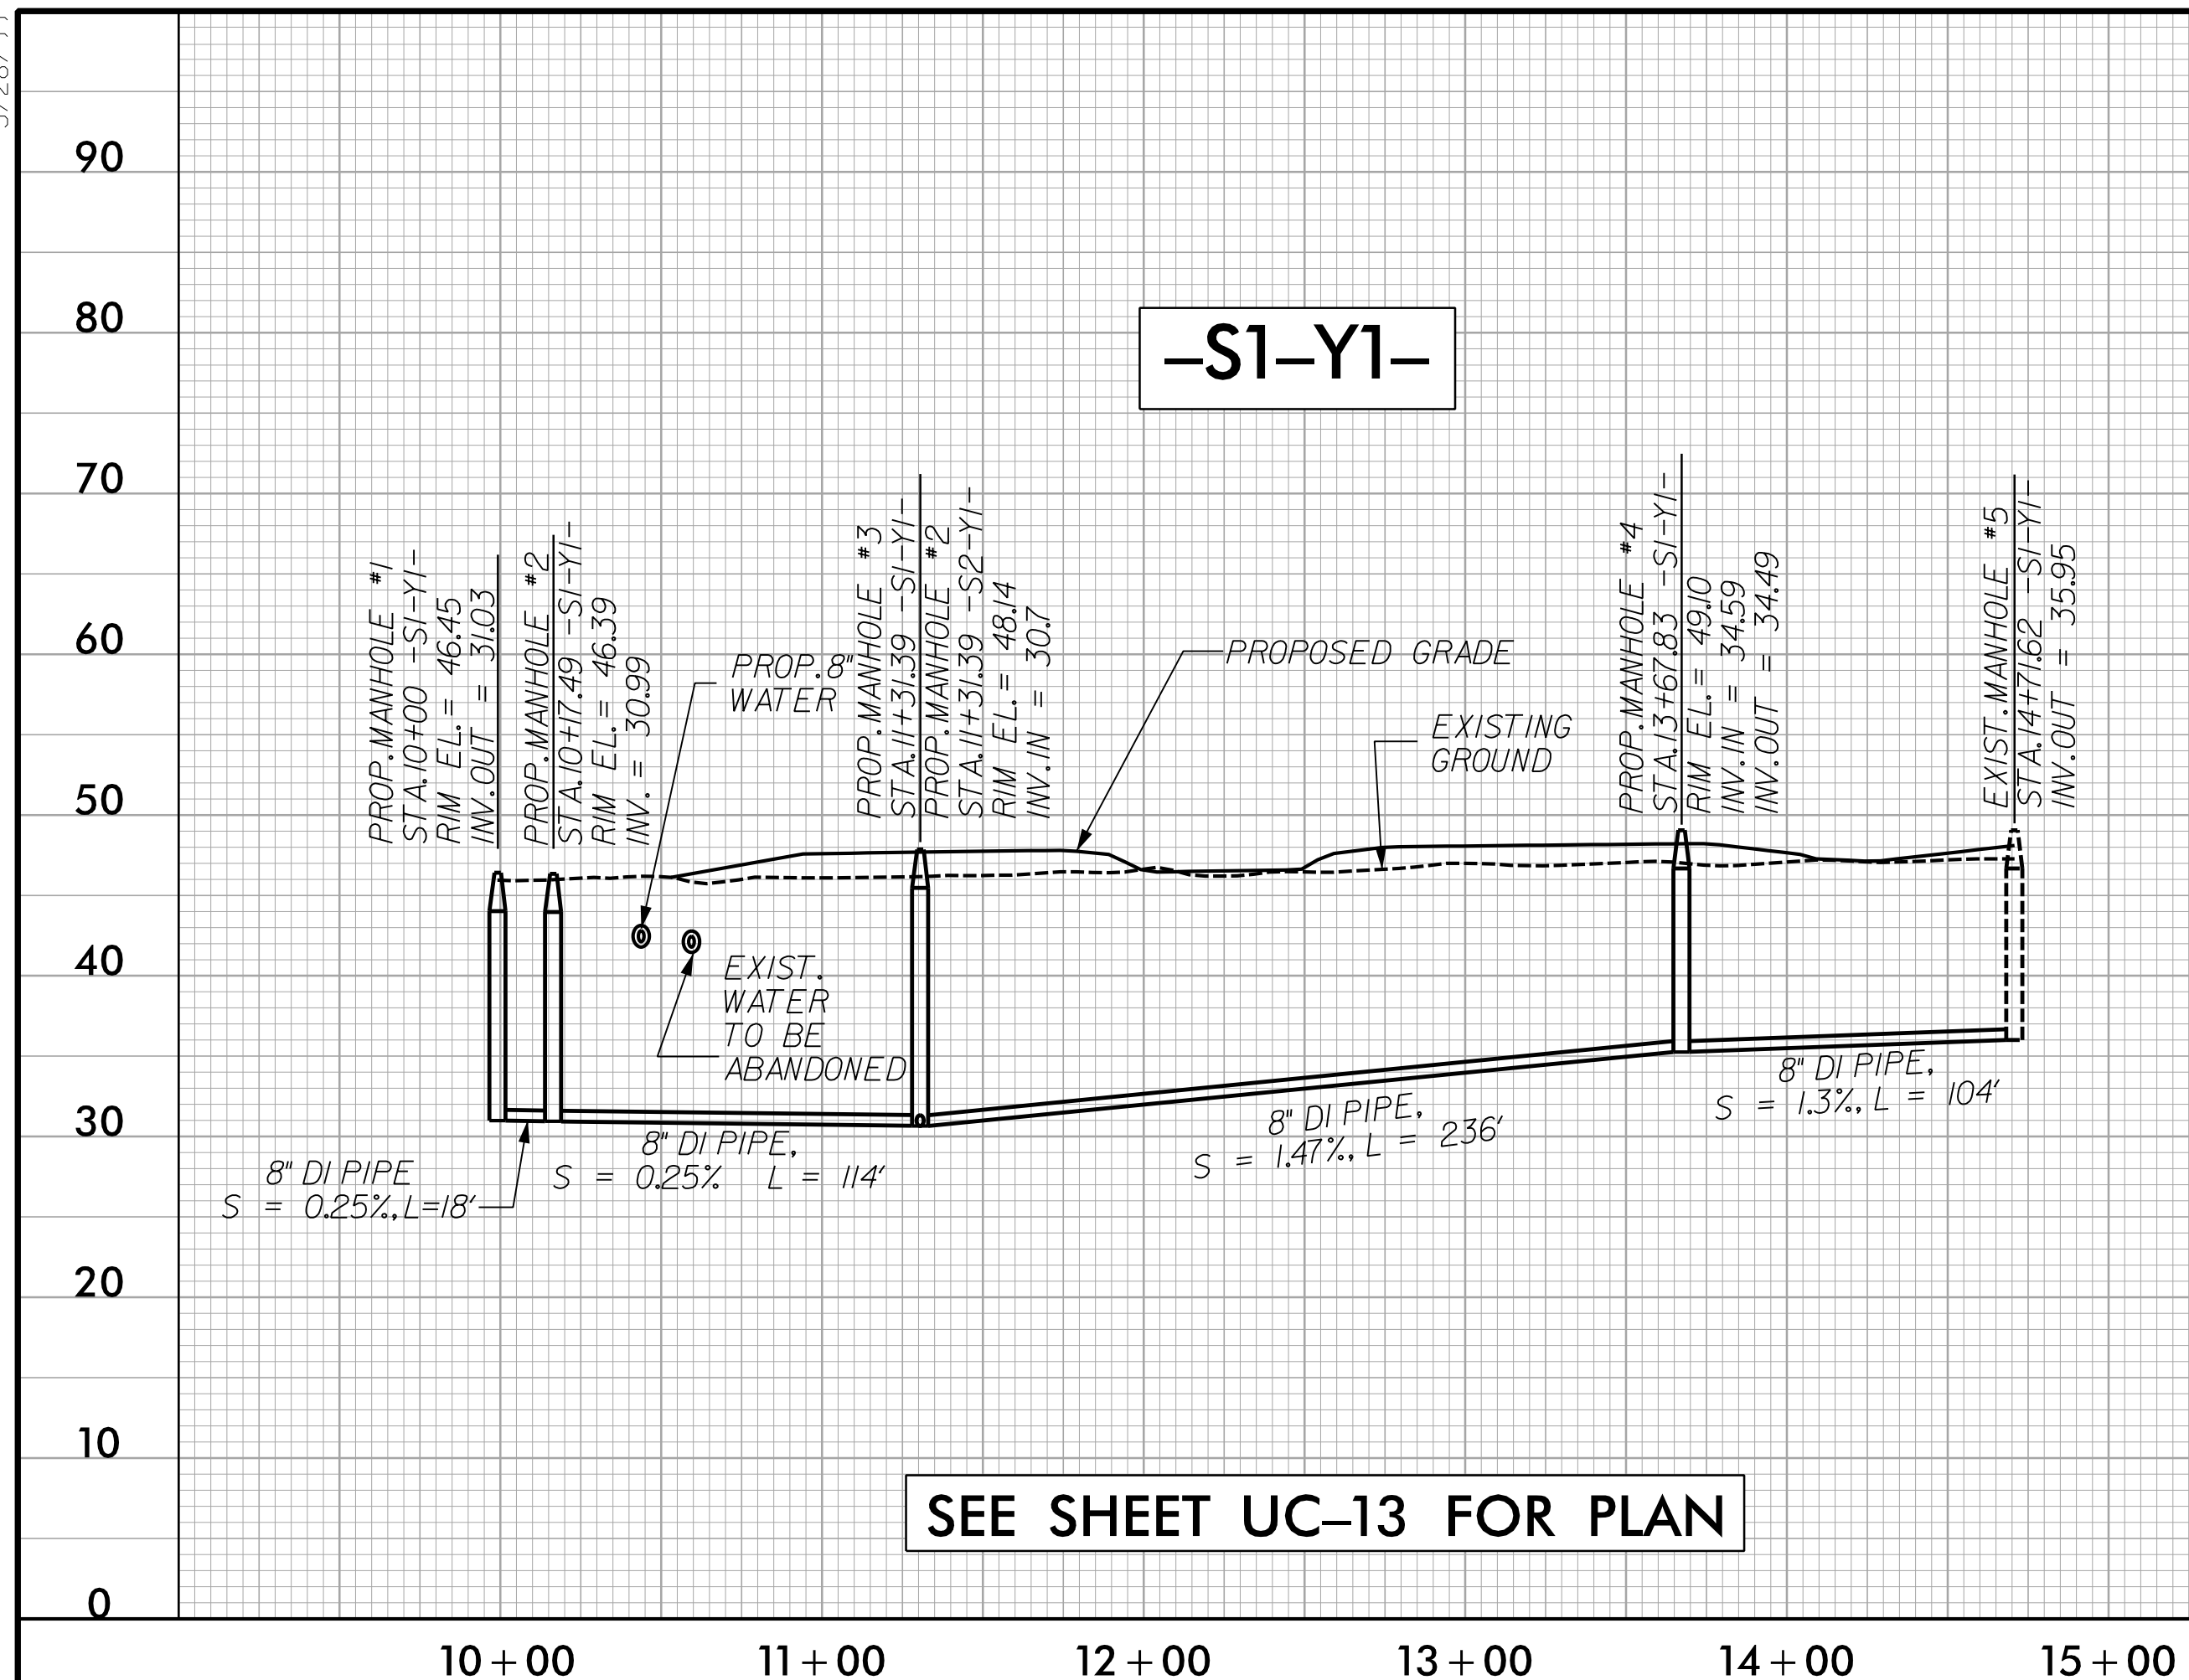 90
80
70
60
50
40
30
20
10
0
–S1–Y1–
PROP. MANHOLE #1
STA. 10+00 -S1-Y1-
RIM EL. = 46.45
INV. OUT = 31.03
PROP. MANHOLE #2
STA. 10+17.49 -S1-Y1-
RIM EL. = 46.39
INV. = 30.99
PROP. 8"
WATER
PROP. MANHOLE #3
STA. 11+31.39 -S1-Y1-
PROP. MANHOLE #2
STA. 11+31.39 -S2-Y1-
RIM EL. = 48.14
INV. IN = 30.7
PROPOSED GRADE
EXISTING
GROUND
PROP. MANHOLE #4
STA. 13+67.83 -S1-Y1-
RIM EL. = 49.10
INV. IN = 34.59
INV. OUT = 34.49
EXIST. MANHOLE #5
STA. 14+71.62 -S1-Y1-
INV. OUT = 35.95
EXIST.
WATER
TO BE
ABANDONED
8" DI PIPE
S = 0.25%, L=18'
8" DI PIPE,
S = 0.25% L = 114'
8" DI PIPE,
S = 1.47%, L = 236'
8" DI PIPE,
S = 1.3%, L = 104'
SEE SHEET UC–13 FOR PLAN
10+00
11+00
12+00
13+00
14+00
15+00